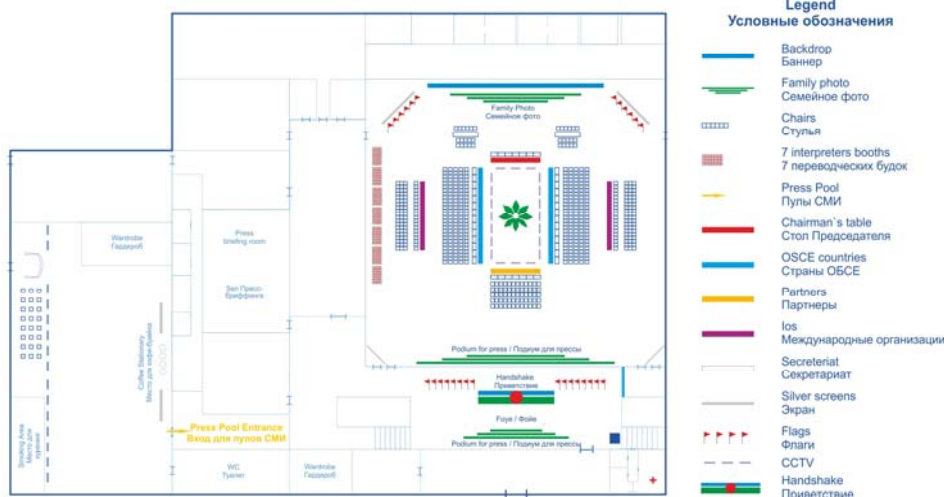 Legend
Условные обозначения
Backdrop
Баннер
Family photo
Семейное фото
Chairs
Стулья
7 interpreters booths
7 переводческих будок
Press Pool
Пулы СМИ
Chairman`s table
Стол Председателя
OSCE countries
Страны ОБСЕ
Partners
Партнеры
Ios
Международные организации
Secreteriat
Секретариат
Silver screens
Экран
Flags
Флаги
CCTV
Handshake
Приветствие
Family Photo
Семейное фото
Wardrobe
Гардероб
Press
briefing room
Зал Пресс-
брифинга
Coffee Stationery
Место для кофе-брейка
Smoking Area
Место для
курения
Press Pool Entrance
Вход для пулов СМИ
WC
Туалет
Wardrobe
Гардероб
Podium for press / Подиум для прессы
Handshake
Приветствие
Foye / Фойе
Podium for press / Подиум для прессы